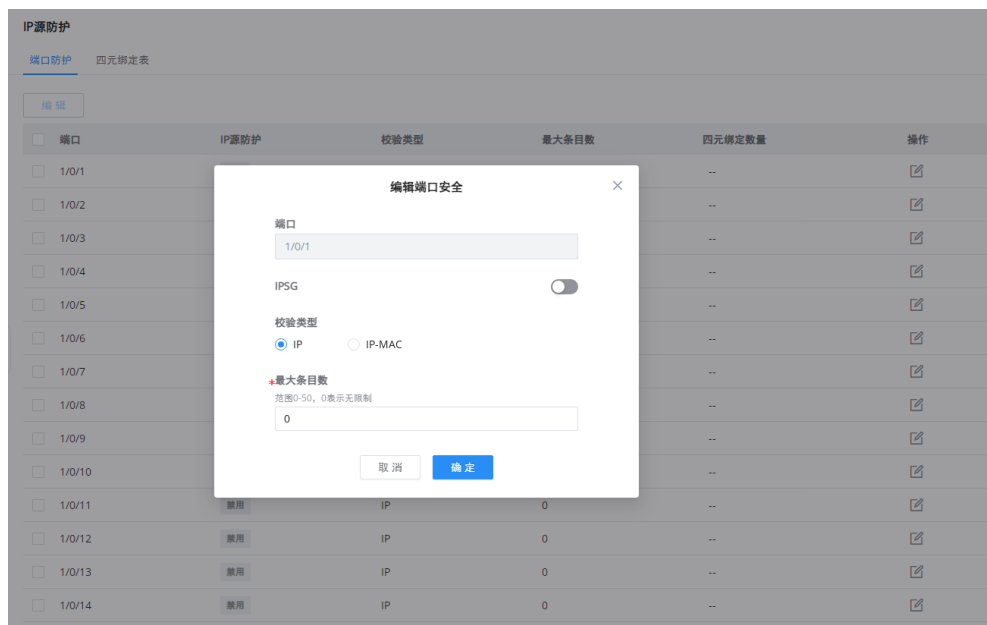 IP源防护
端口防护 四元绑定表
编辑
端口 IP源防护 校验类型 最大条目数 四元绑定数量 操作
1/0/1 --
编辑端口安全
1/0/2 --
端口
1/0/3 --
1/0/1
1/0/4 --
IPSG
1/0/5 --
校验类型
1/0/6 --
IP IP-MAC
1/0/7 --
*最大条目数
范围0-50，0表示无限制
1/0/8 --
0
1/0/9 --
1/0/10 --
取消 确定
1/0/11 禁用 IP 0 --
1/0/12 禁用 IP 0 --
1/0/13 禁用 IP 0 --
1/0/14 禁用 IP 0 --